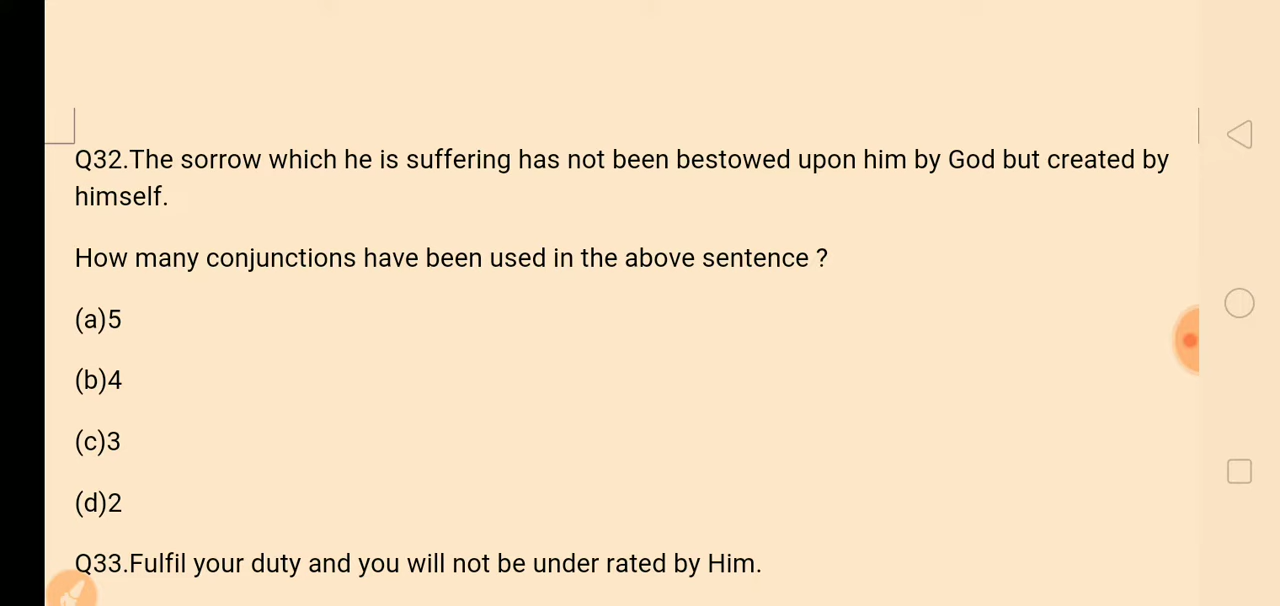 Q32.The sorrow which he is suffering has not been bestowed upon him by God but created by
himself.
How many conjunctions have been used in the above sentence ?
(a)5
(b)4
(c)3
(d)2
Q33.Fulfil your duty and you will not be under rated by Him.